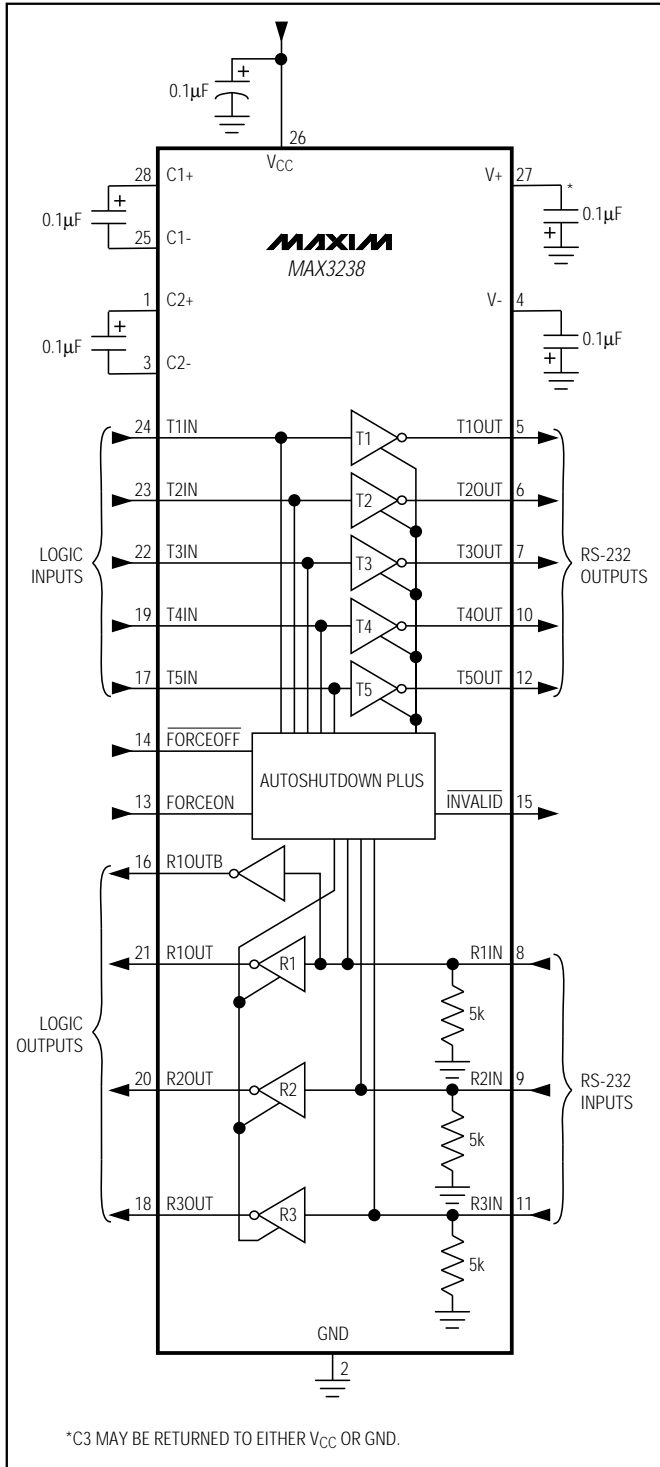 0.1µF
+
26
VCC
28 C1+
V+ 27
*
0.1µF
+
25 C1-
+
0.1µF
MAXIM
MAX3238
1 C2+
V- 4
0.1µF
+
3 C2-
+
0.1µF
24 T1IN
T1
T1OUT 5
23 T2IN
T2
T2OUT 6
LOGIC
INPUTS
22 T3IN
T3
T3OUT 7
RS-232
OUTPUTS
19 T4IN
T4
T4OUT 10
17 T5IN
T5
T5OUT 12
14 FORCEOFF
AUTOSHUTDOWN PLUS
13 FORCEON
INVALID 15
16 R1OUTB
21 R1OUT
R1
R1IN 8
5k
LOGIC
OUTPUTS
20 R2OUT
R2
R2IN 9
RS-232
INPUTS
5k
18 R3OUT
R3
R3IN 11
5k
GND
2
*C3 MAY BE RETURNED TO EITHER VCC OR GND.